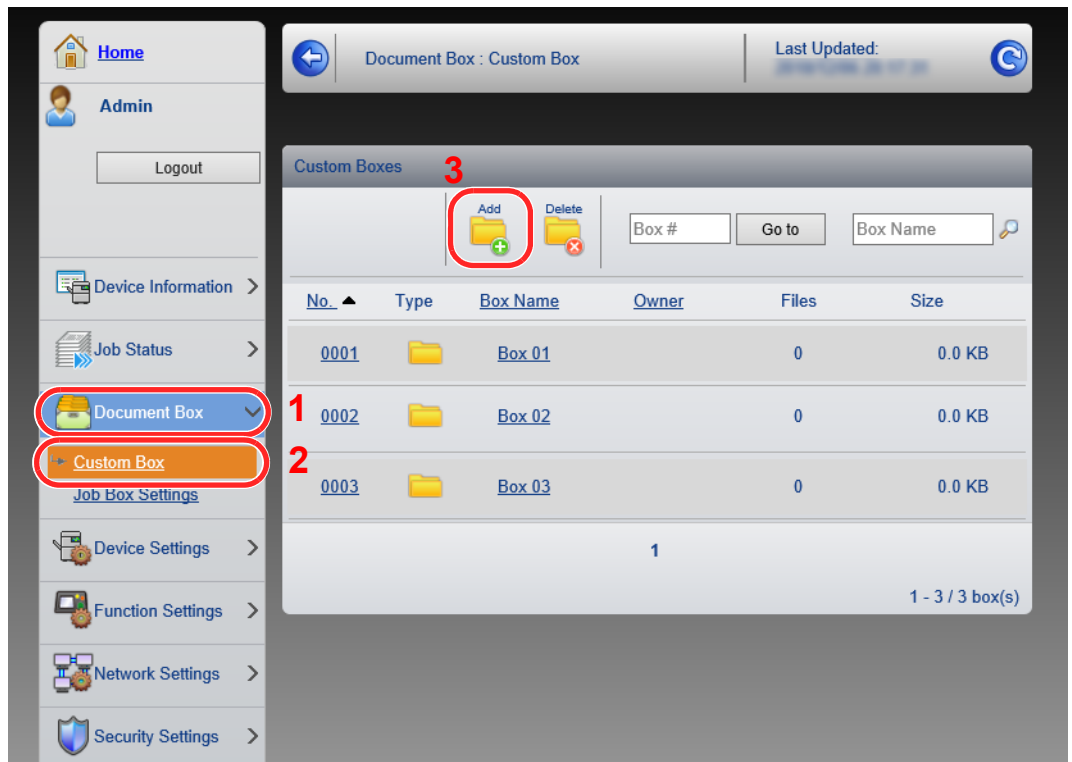 Home
Admin
Logout
Device Information
Job Status
Document Box
1
Custom Box
2
Job Box Settings
Device Settings
Function Settings
Network Settings
Security Settings
Document Box : Custom Box
Last Updated:
Custom Boxes
3
Add Delete
Box # Go to Box Name
No. ▲ Type Box Name Owner Files Size
0001 Box 01 0 0.0 KB
0002 Box 02 0 0.0 KB
0003 Box 03 0 0.0 KB
1
1 - 3 / 3 box(s)